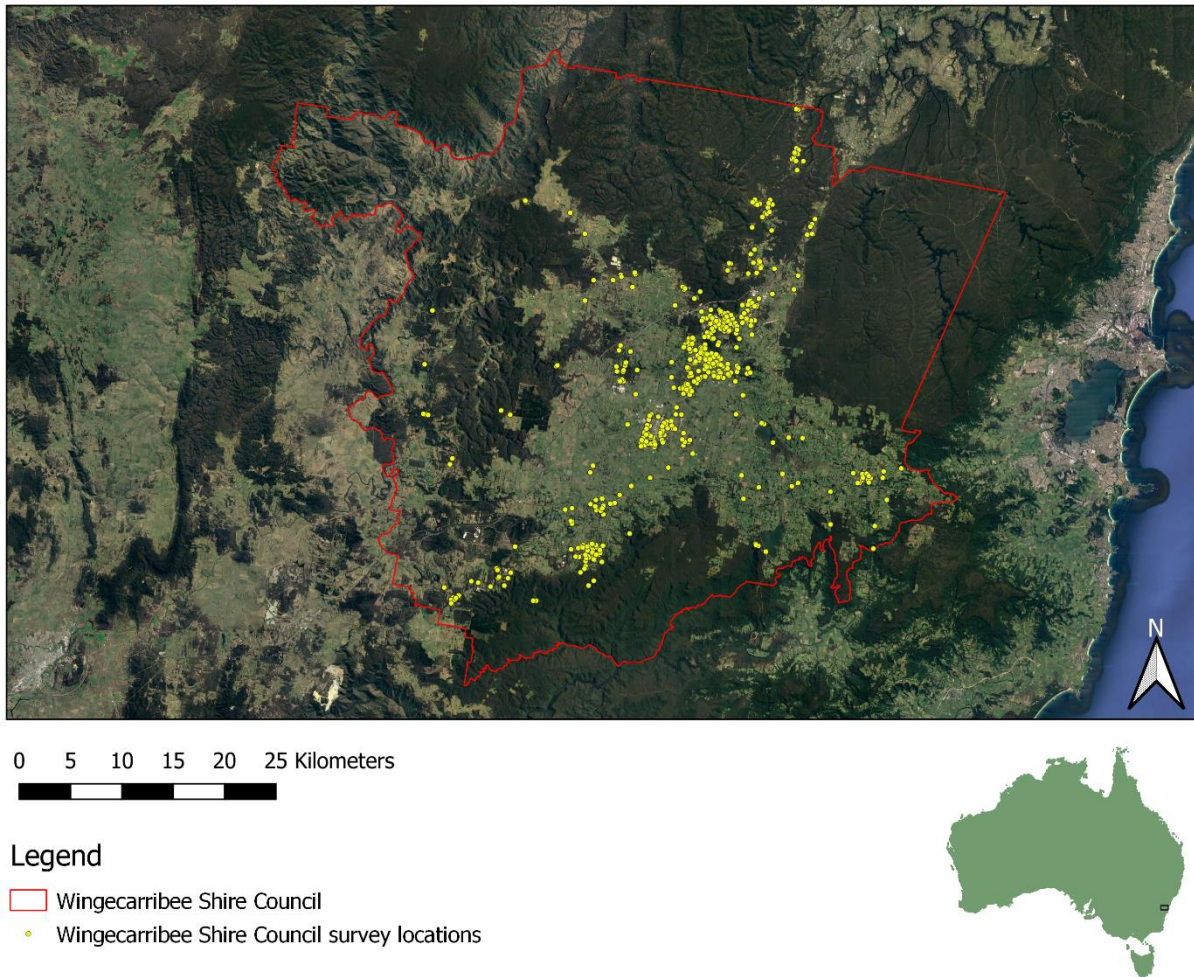 N
0 5 10 15 20 25 Kilometers
Legend
Wingecarribee Shire Council
Wingecarribee Shire Council survey locations